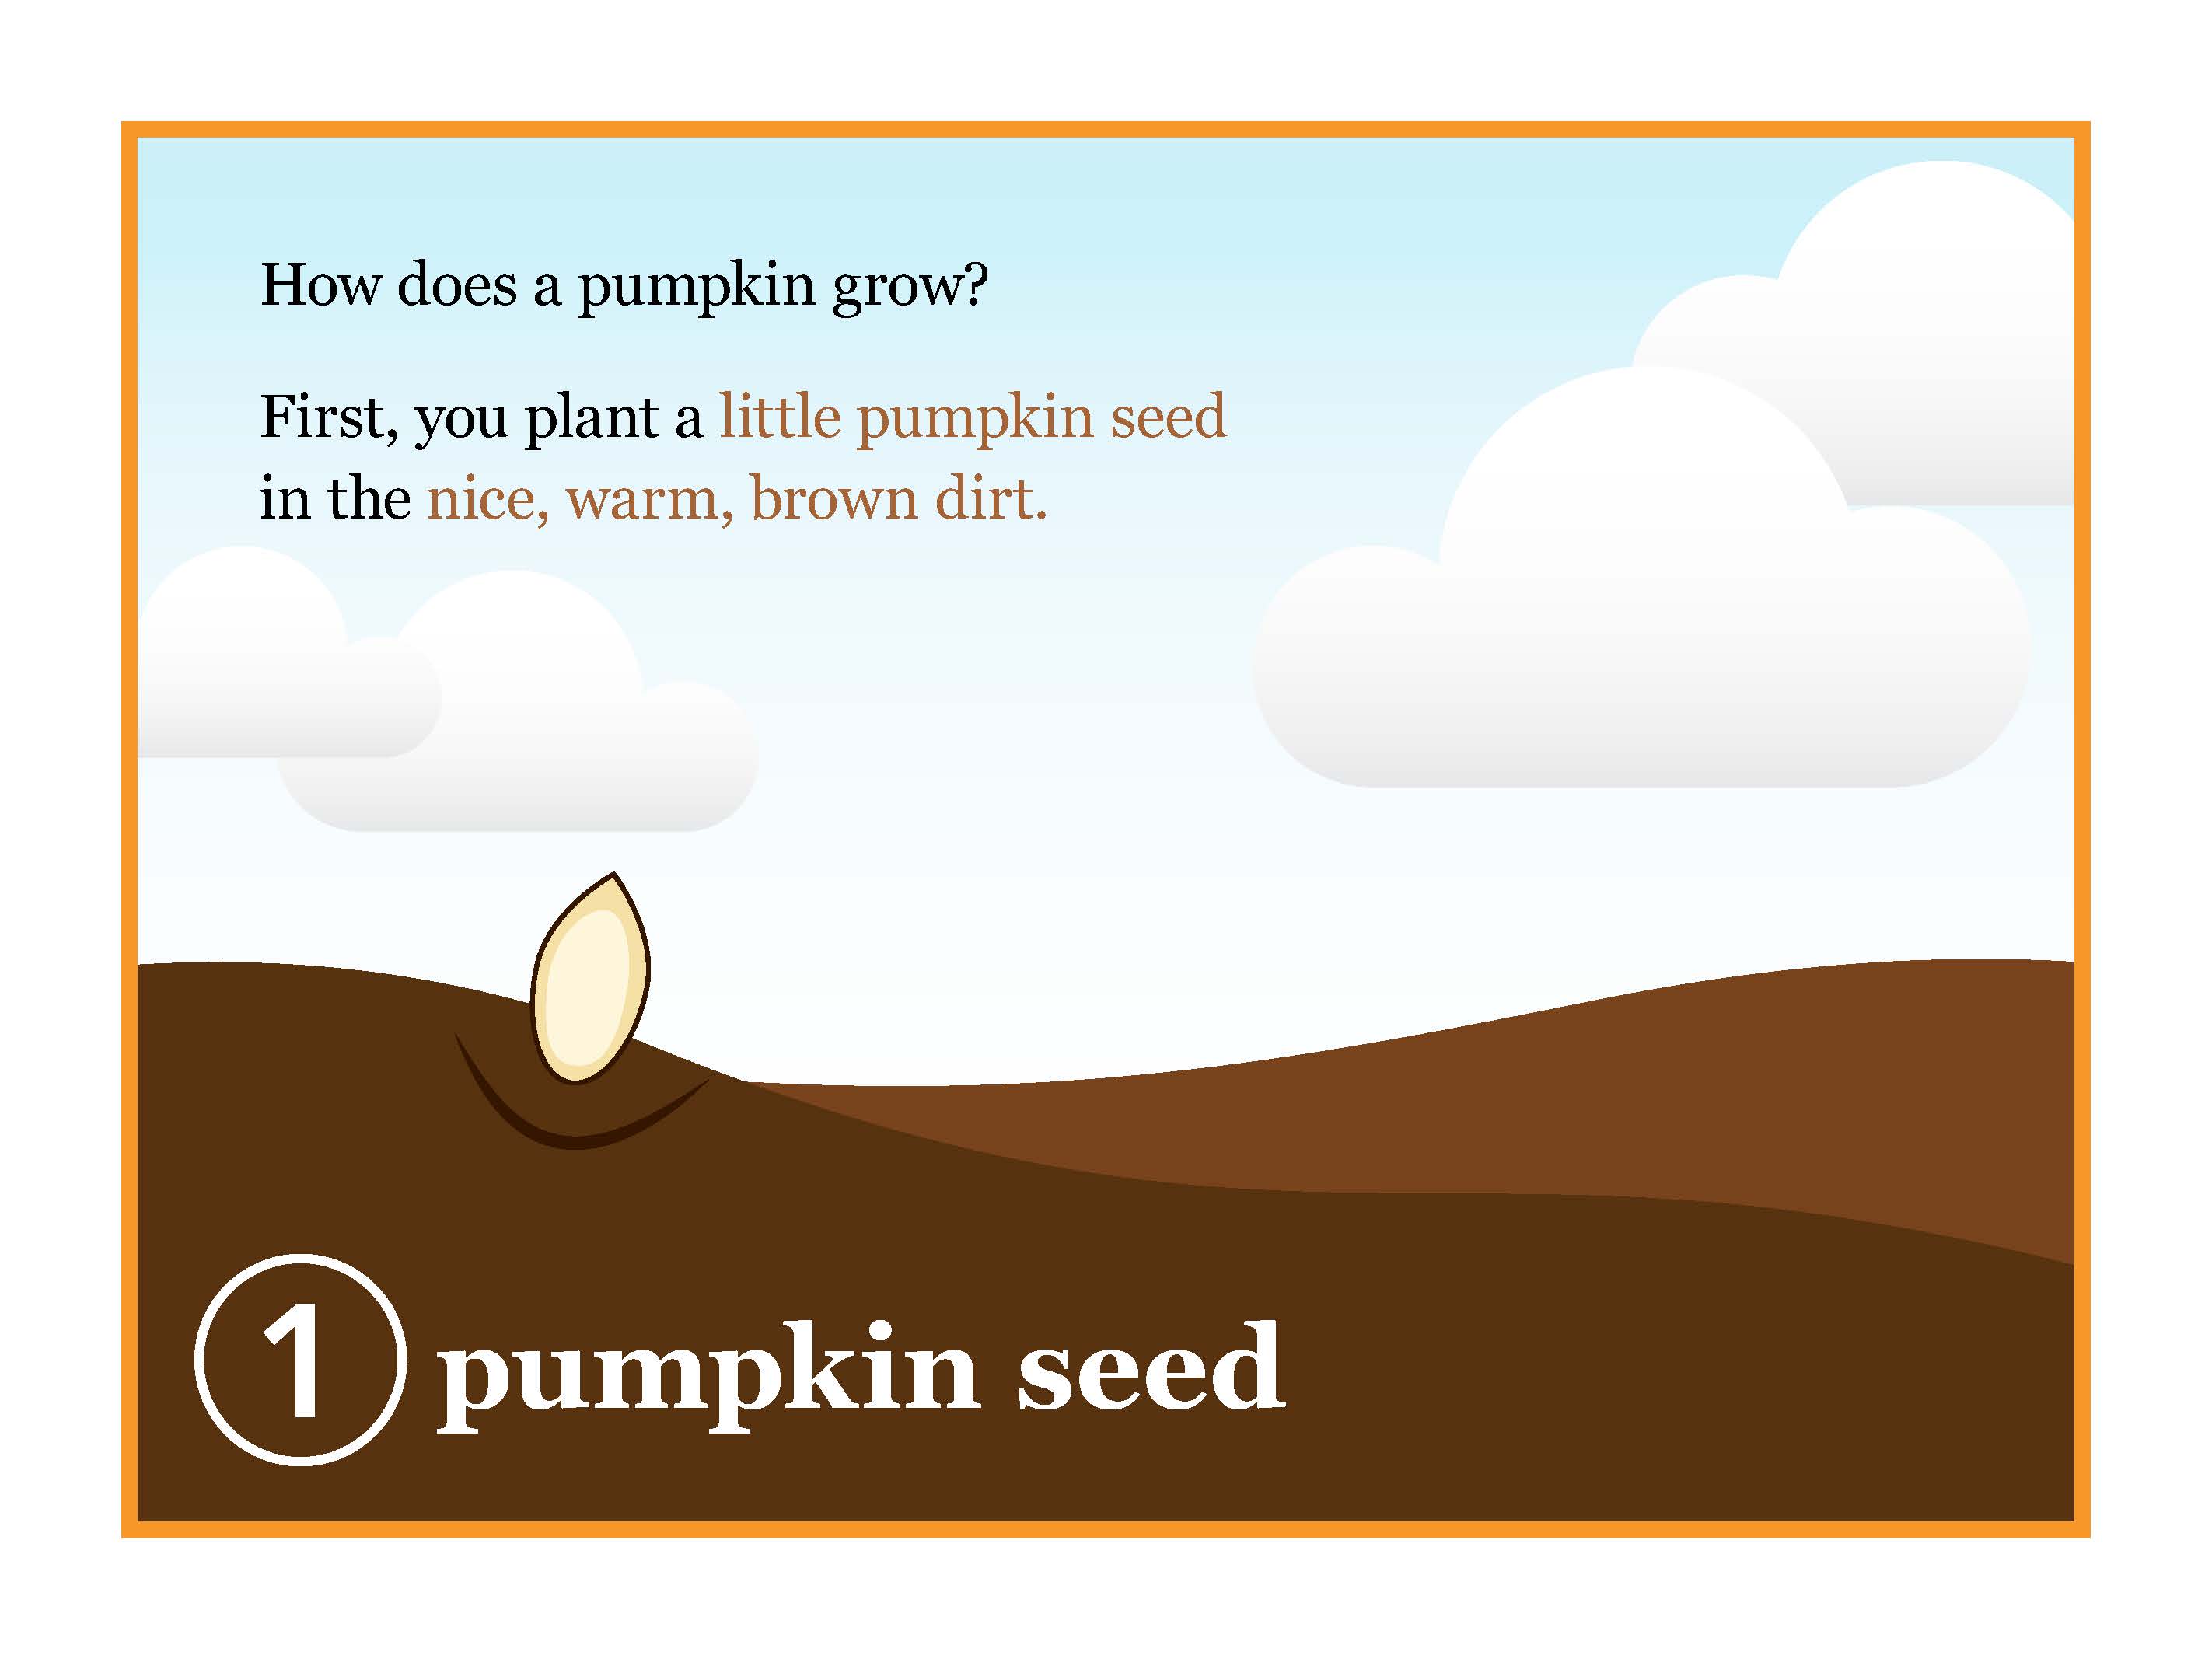 How does a pumpkin grow?
First, you plant a little pumpkin seed
in the nice, warm, brown dirt.
1 pumpkin seed